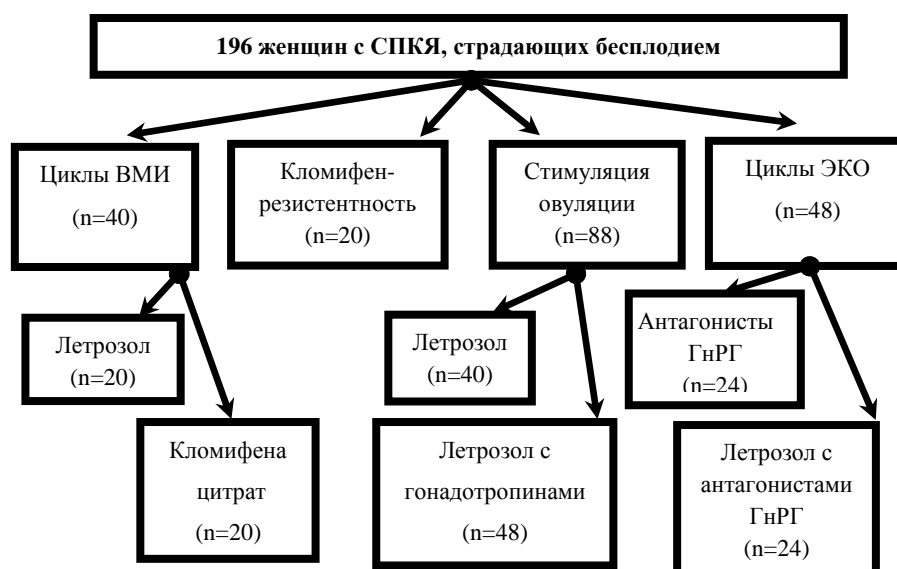 196 женщин с СПКЯ, страдающих бесплодием
Циклы ВМИ
(n=40)
Кломифен-
резистентность
(n=20)
Стимуляция
овуляции
(n=88)
Циклы ЭКО
(n=48)
Летрозол
(n=20)
Летрозол
(n=40)
Антагонисты
ГнРГ
(n=24)
Кломифена
цитрат
(n=20)
Летрозол с
гонадотропинами
(n=48)
Летрозол с
антагонистами
ГнРГ
(n=24)